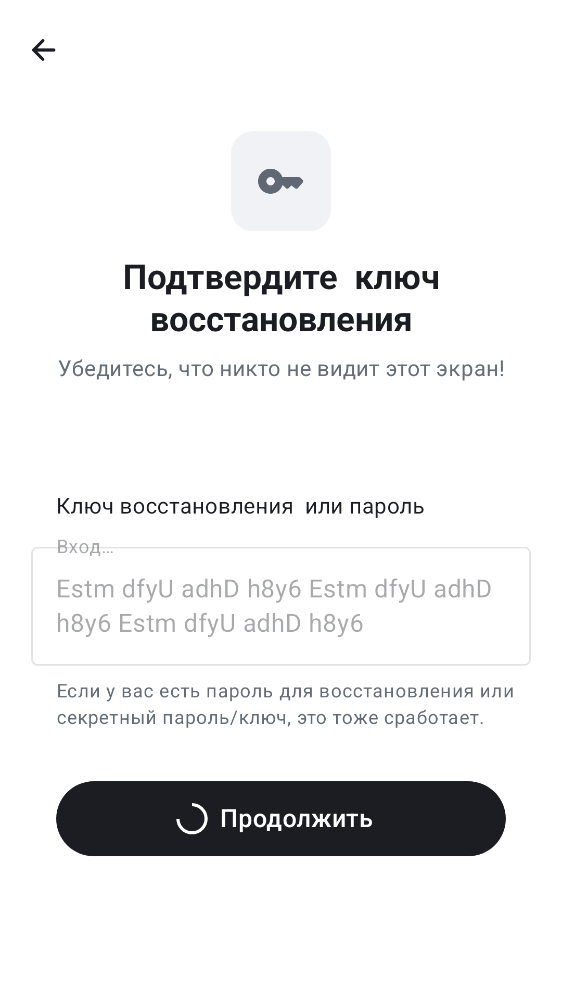 Подтвердите ключ
восстановления
Убедитесь, что никто не видит этот экран!
Ключ восстановления или пароль
Вход…
Estm dfyU adhD h8y6 Estm dfyU adhD
h8y6 Estm dfyU adhD h8y6
Если у вас есть пароль для восстановления или
секретный пароль/ключ, это тоже сработает.
Продолжить